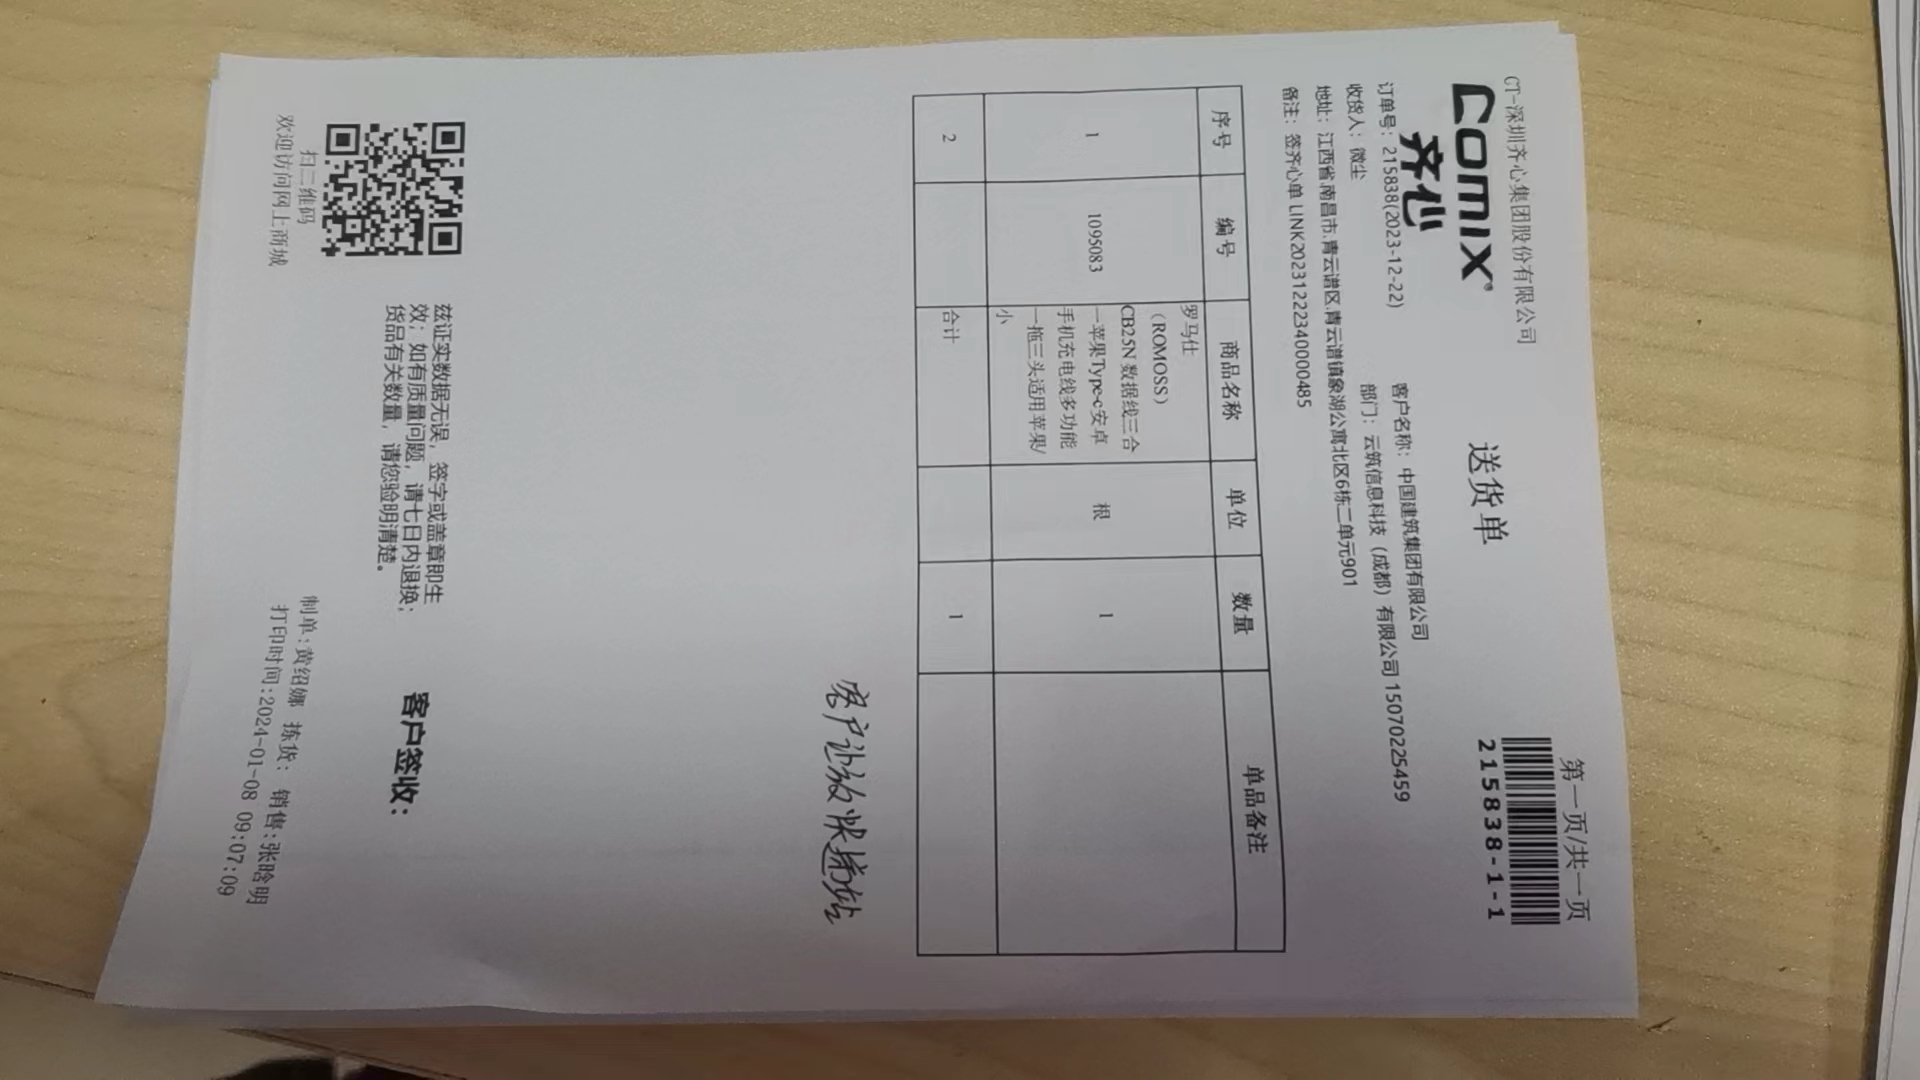 CT-深圳齐心集团股份有限公司
第一页/共一页
comix
齐心
送货单
215838-1-1
订单号：215838(2023-12-22) 客户名称：中国建筑集团有限公司
收货人：微尘 部门：云筑信息科技（成都）有限公司 15070225459
地址：江西省.南昌市.青云谱区.青云谱镇象湖公寓北区6栋二单元901
备注：签齐心单 LINK2023122234000048​5
序号 编号 商品名称 单位 数量 单品备注
1 1095083 罗马仕
（ROMOSS）
CB25N 数据线三合
一苹果Type-c安卓
手机充电线多功能
一拖三头适用苹果/
小 根 1
2 合计 1
客户让放快递站
兹证实数据无误，签字或盖章即生
效；如有质量问题，请七日内退换；
货品有关数量，请您验明清楚。
客户签收：
扫二维码
欢迎访问网上商城
制单：黄绍娜 拣货： 销售：张晗明
打印时间:2024-01-08 09:07:09